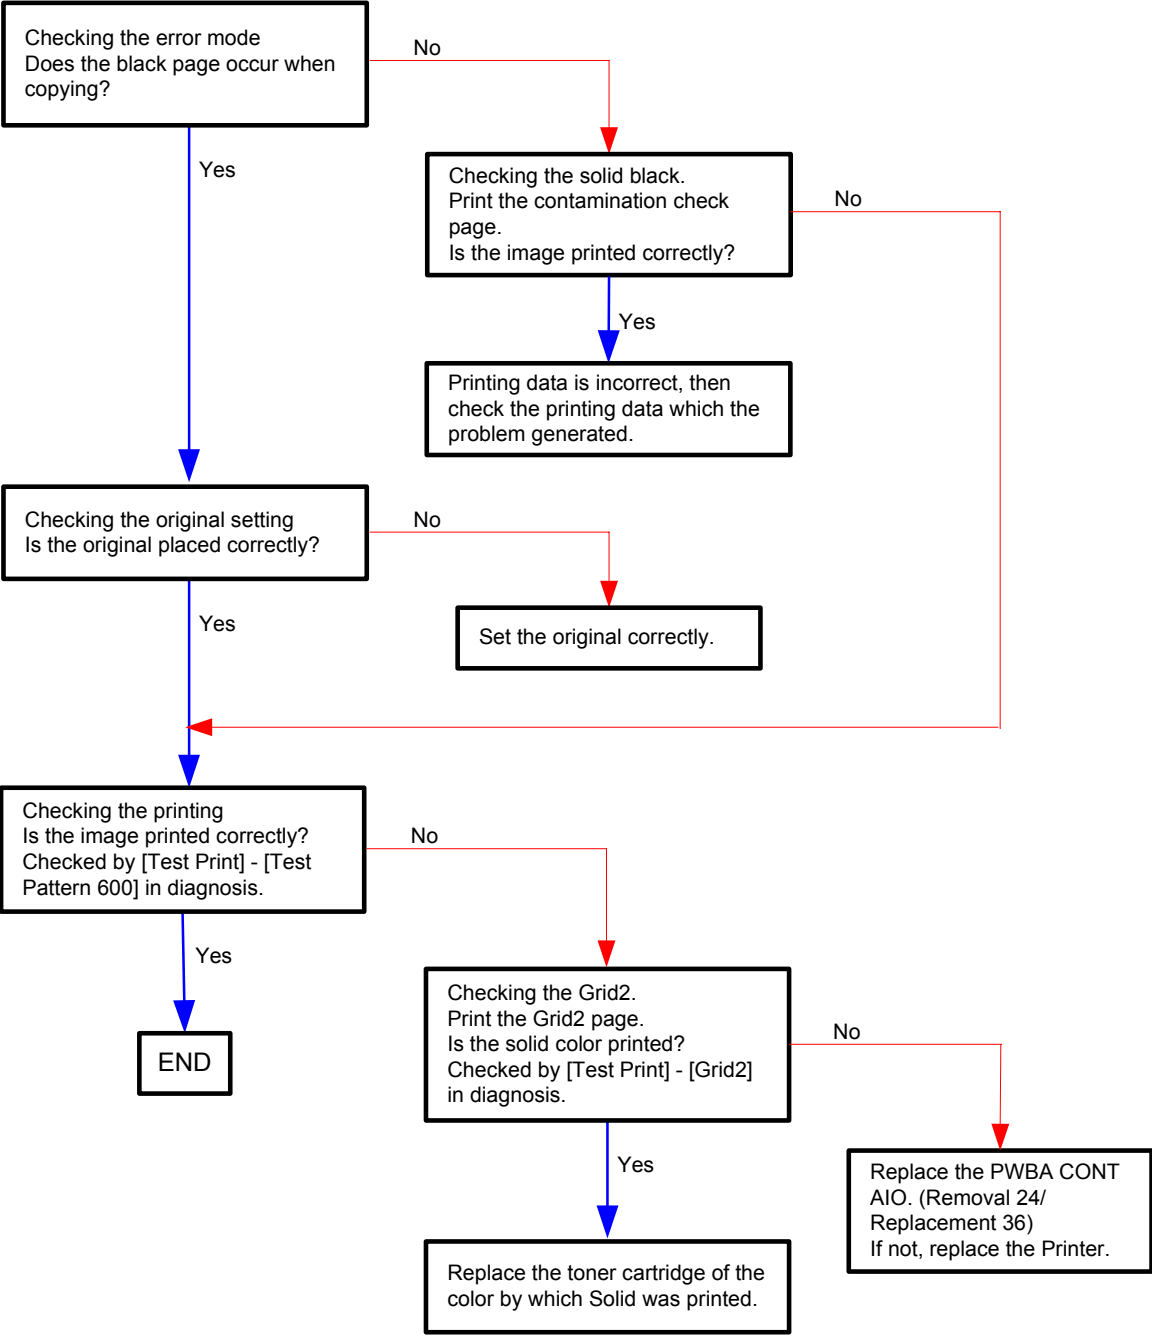 Checking the error mode
Does the black page occur when
copying?
No
Yes
Checking the solid black.
Print the contamination check
page.
Is the image printed correctly?
No
Yes
Printing data is incorrect, then
check the printing data which the
problem generated.
Checking the original setting
Is the original placed correctly?
No
Yes
Set the original correctly.
Checking the printing
Is the image printed correctly?
Checked by [Test Print] - [Test
Pattern 600] in diagnosis.
No
Yes
END
Checking the Grid2.
Print the Grid2 page.
Is the solid color printed?
Checked by [Test Print] - [Grid2]
in diagnosis.
No
Yes
Replace the PWBA CONT
AIO. (Removal 24/
Replacement 36)
If not, replace the Printer.
Replace the toner cartridge of the
color by which Solid was printed.